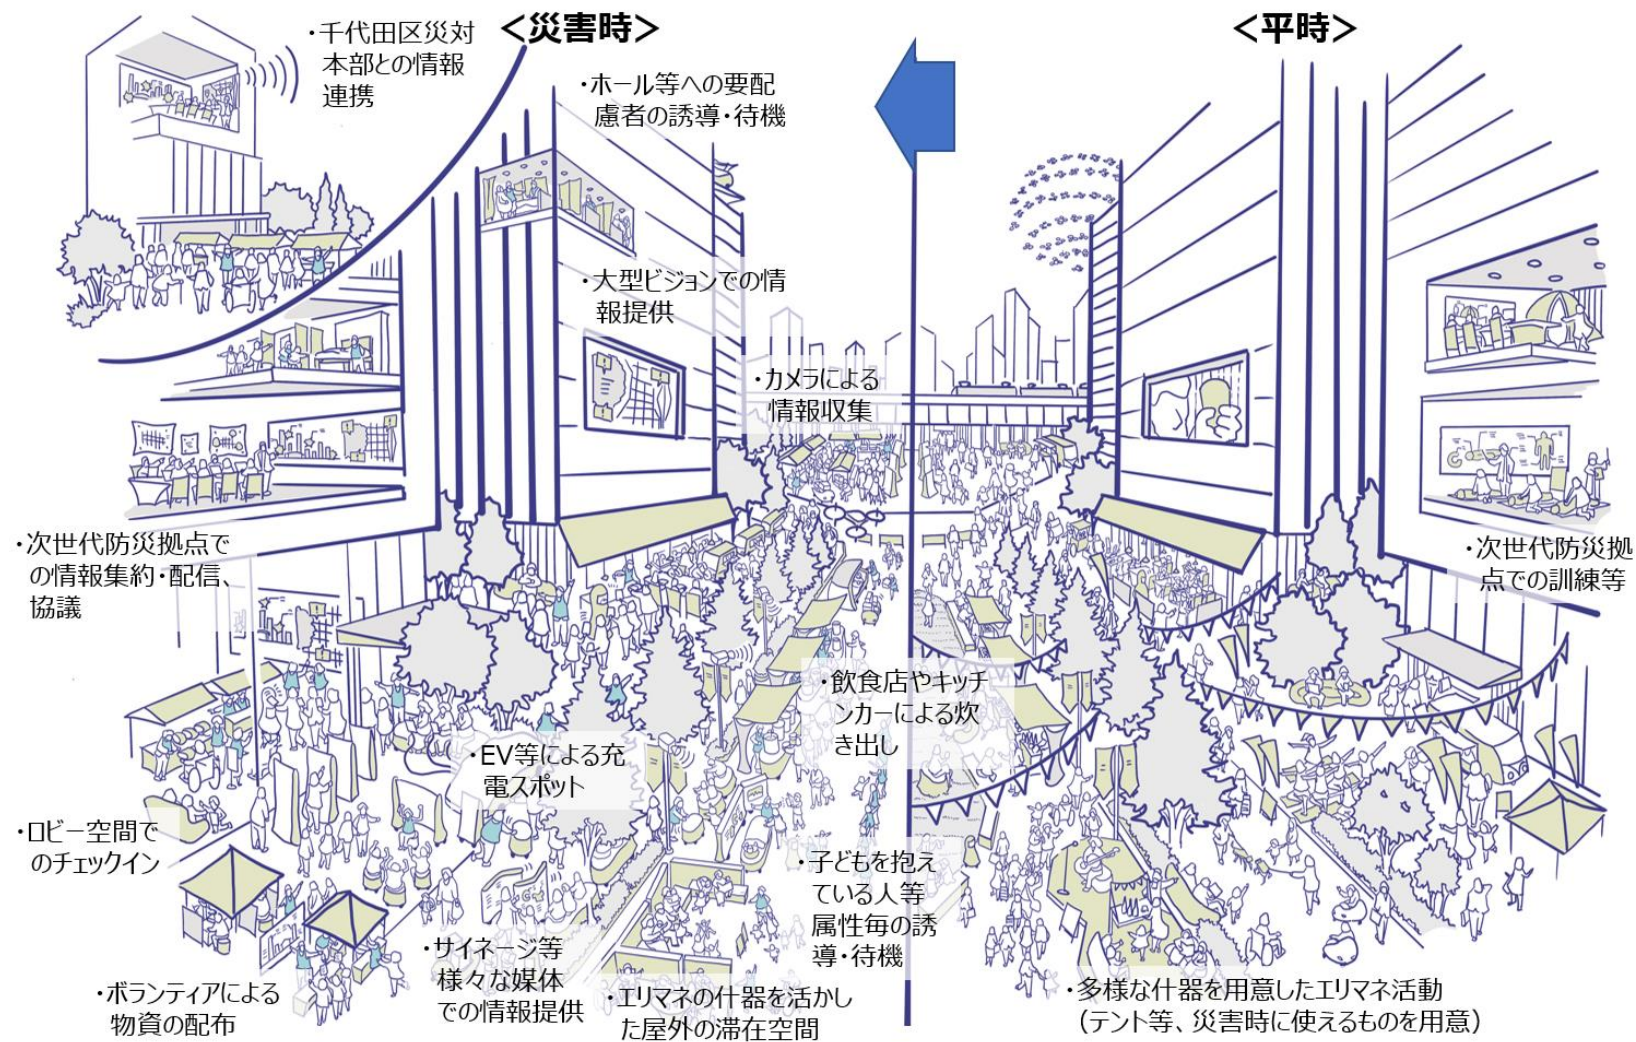 ・千代田区災対
本部との情報
連携
＜災害時＞
・ホール等への要配
慮者の誘導・待機
・大型ビジョンでの情
報提供
・カメラによる
情報収集
・次世代防災拠点で
の情報集約・配信、
協議
・飲食店やキッチ
ンカーによる炊
き出し
・EV等による充
電スポット
・ロビー空間で
のチェックイン
・子どもを抱え
ている人等
属性毎の誘
導・待機
・サイネージ等
様々な媒体
での情報提供
・ボランティアによる
物資の配布
・エリマネの什器を活かし
た屋外の滞在空間
＜平時＞
・次世代防災拠
点での訓練等
・多様な什器を用意したエリマネ活動
（テント等、災害時に使えるものを用意）